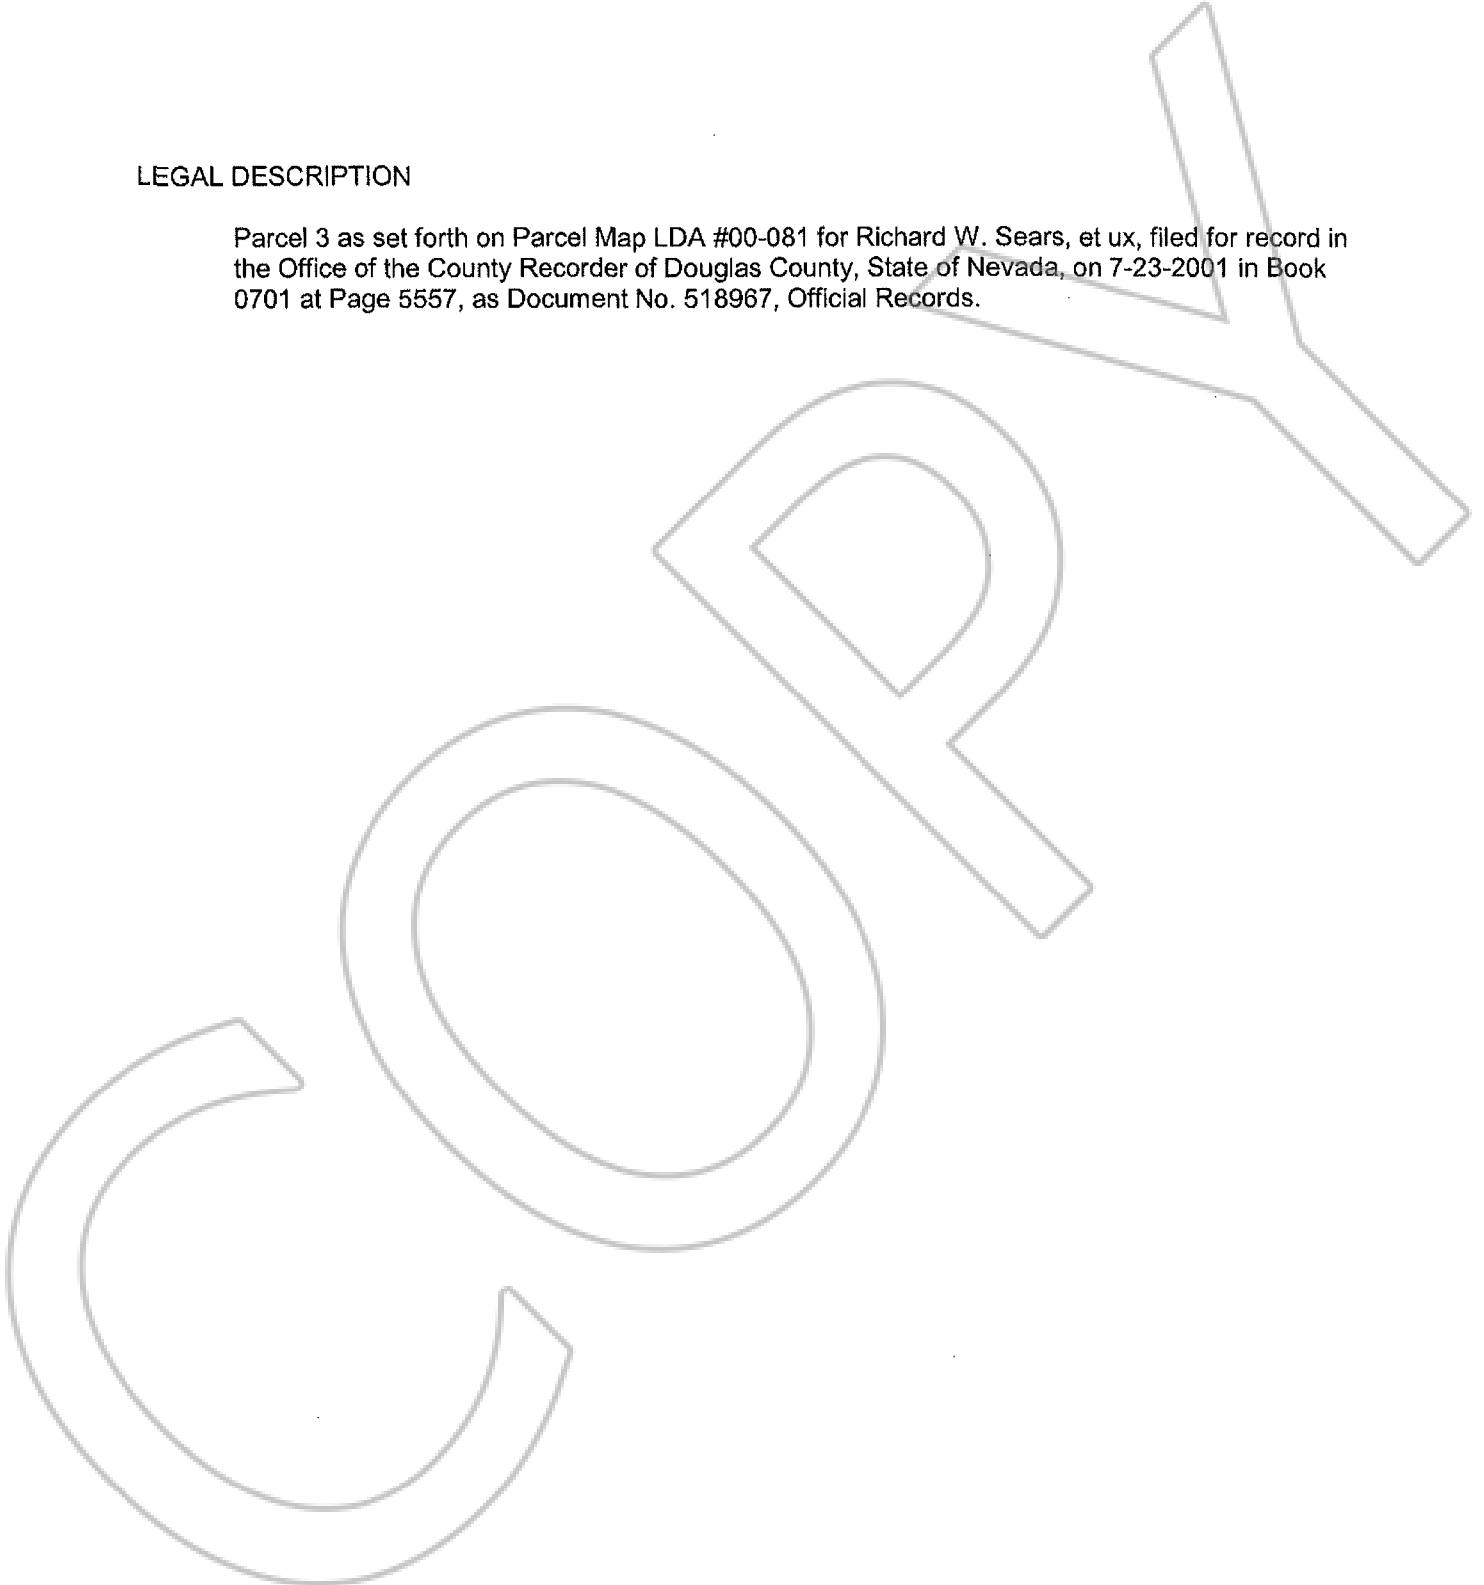 LEGAL DESCRIPTION
Parcel 3 as set forth on Parcel Map LDA #00-081 for Richard W. Sears, et ux, filed for record in
the Office of the County Recorder of Douglas County, State of Nevada, on 7-23-2001 in Book
0701 at Page 5557, as Document No. 518967, Official Records.
COPY